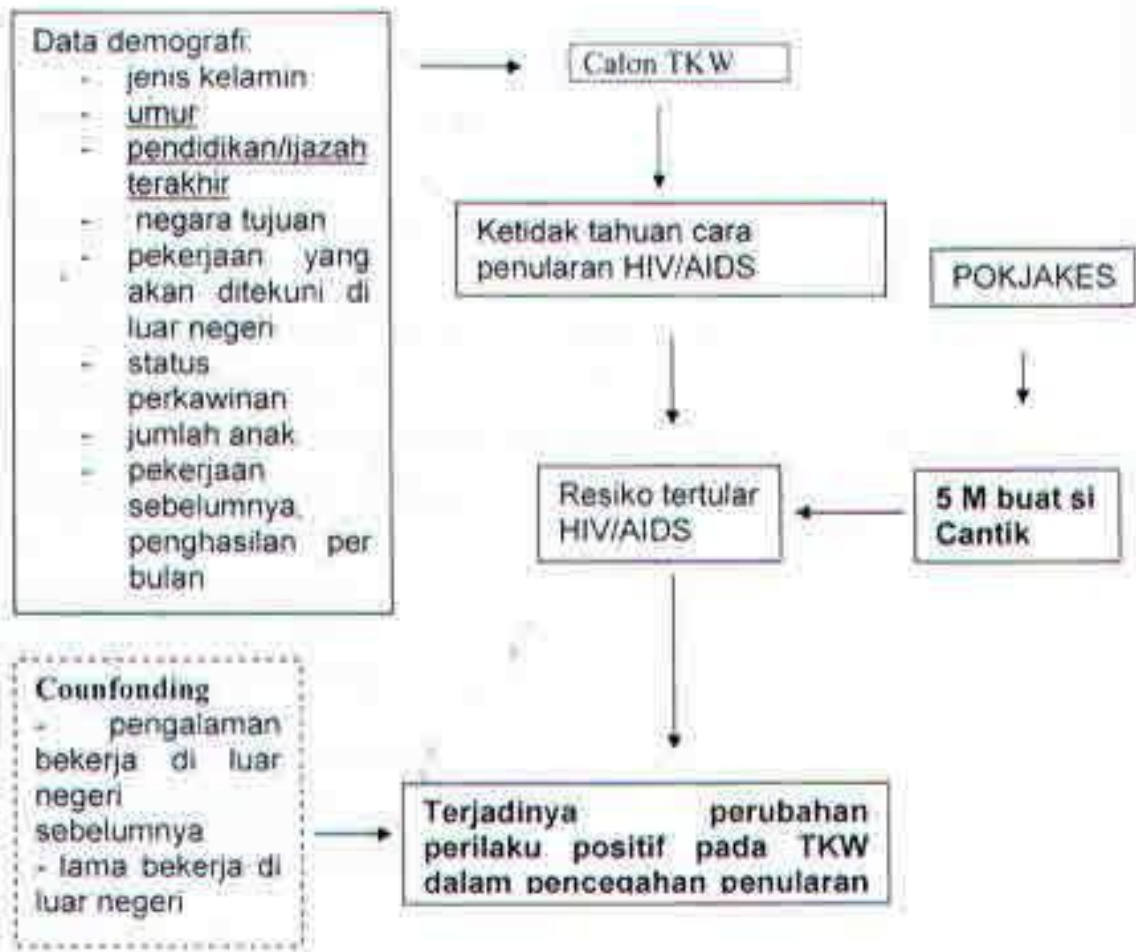 Data demografi:
- jenis kelamin
- umur
- pendidikan/ijazah
terakhir
- negara tujuan
- pekerjaan yang
akan ditekuni di
luar negeri
- status
perkawinan
- jumlah anak
- pekerjaan
sebelumnya,
penghasilan per
bulan
Calon TKW
Ketidak tahuan cara
penularan HIV/AIDS
POKJAKES
Resiko tertular
HIV/AIDS
5 M buat si
Cantik
Counfonding
- pengalaman
bekerja di luar
negeri
sebelumnya
- lama bekerja di
luar negeri
Terjadinya perubahan
perilaku positif pada TKW
dalam pencegahan penularan